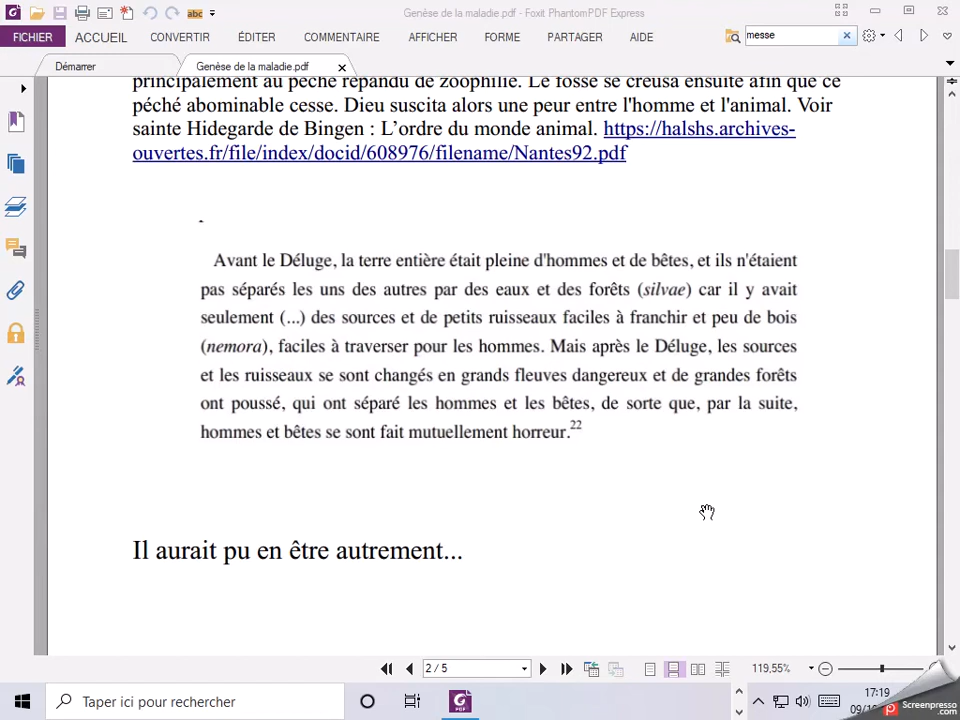 Genèse de la maladie.pdf - Foxit PhantomPDF Express
FICHIER ACCUEIL CONVERTIR ÉDITER COMMENTAIRE AFFICHER FORME PARTAGER AIDE messe
Démarrer Genèse de la maladie.pdf
principalement au péché répandu de zoophilie. Le fossé se creusa ensuite afin que ce
péché abominable cesse. Dieu suscita alors une peur entre l'homme et l'animal. Voir
sainte Hidegarde de Bingen : L'ordre du monde animal. https://halshs.archives-
ouvertes.fr/file/index/docid/608976/filename/Nantes92.pdf
Avant le Déluge, la terre entière était pleine d'hommes et de bêtes, et ils n'étaient
pas séparés les uns des autres par des eaux et des forêts (silvae) car il y avait
seulement (...) des sources et de petits ruisseaux faciles à franchir et peu de bois
(nemora), faciles à traverser pour les hommes. Mais après le Déluge, les sources
et les ruisseaux se sont changés en grands fleuves dangereux et de grandes forêts
ont poussé, qui ont séparé les hommes et les bêtes, de sorte que, par la suite,
hommes et bêtes se sont fait mutuellement horreur.22
Il aurait pu en être autrement...
2 / 5 119,55%
Taper ici pour rechercher 17:19
09/
Screenpresso
.com